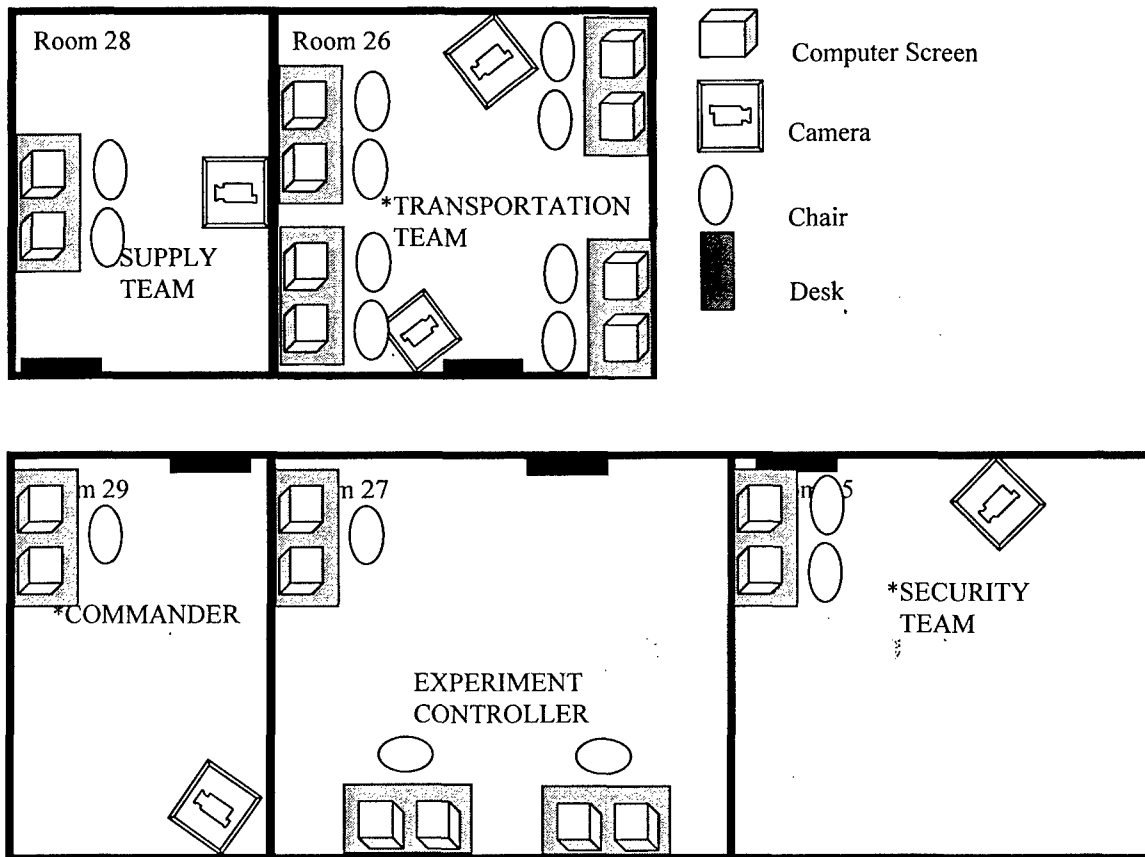 Room 28
Room 26
Computer Screen
Camera
*TRANSPORTATION
TEAM
Chair
SUPPLY
TEAM
Desk
m 29
n 27
5
*COMMANDER
*SECURITY
TEAM
EXPERIMENT
CONTROLLER